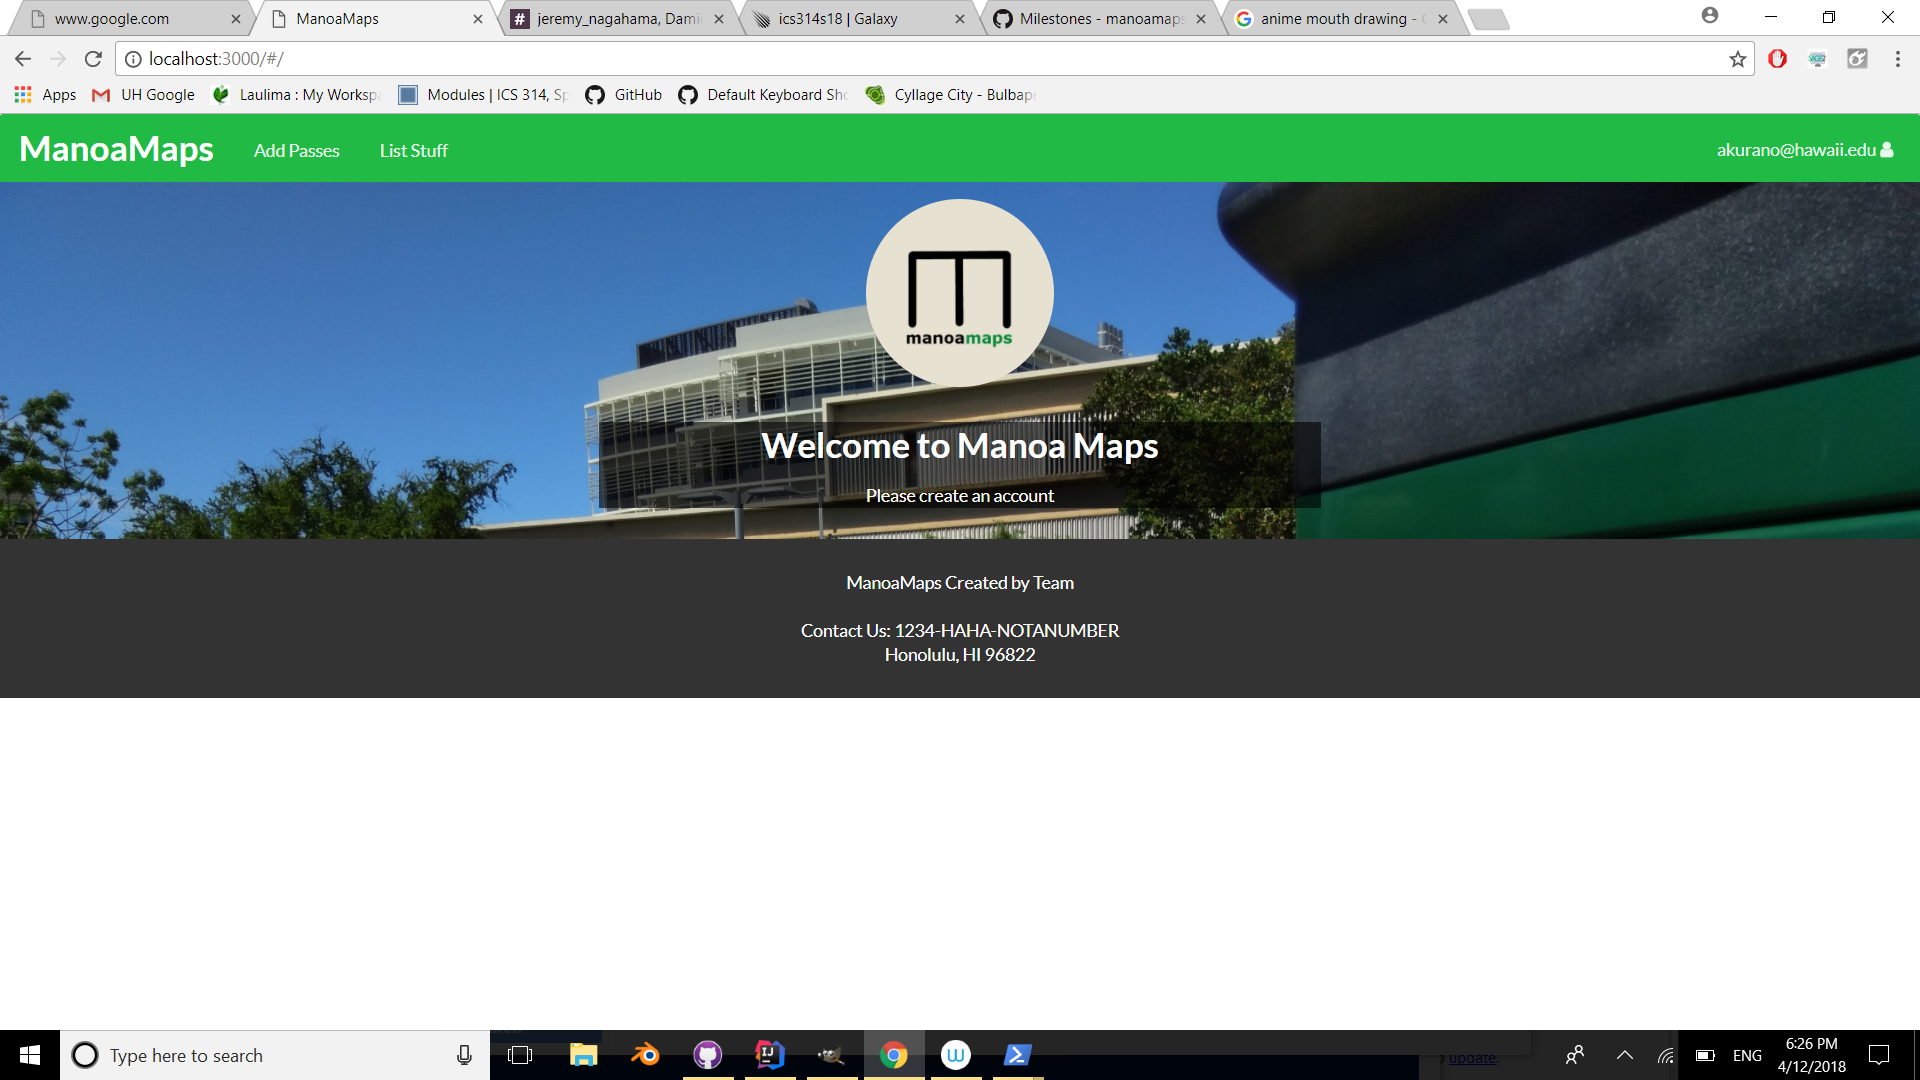 www.google.com
ManoaMaps
jeremy_nagahama, Dami
ics314s18 | Galaxy
Milestones - manoamaps
anime mouth drawing -
localhost:3000/#/
Apps
UH Google
Laulima : My Workspa
Modules | ICS 314, Sp
GitHub
Default Keyboard Sho
Cyllage City - Bulbape
ManoaMaps
Add Passes
List Stuff
akurano@hawaii.edu
manoamaps
Welcome to Manoa Maps
Please create an account
ManoaMaps Created by Team
Contact Us: 1234-HAHA-NOTANUMBER
Honolulu, HI 96822
Type here to search
update.
ENG
6:26 PM
4/12/2018